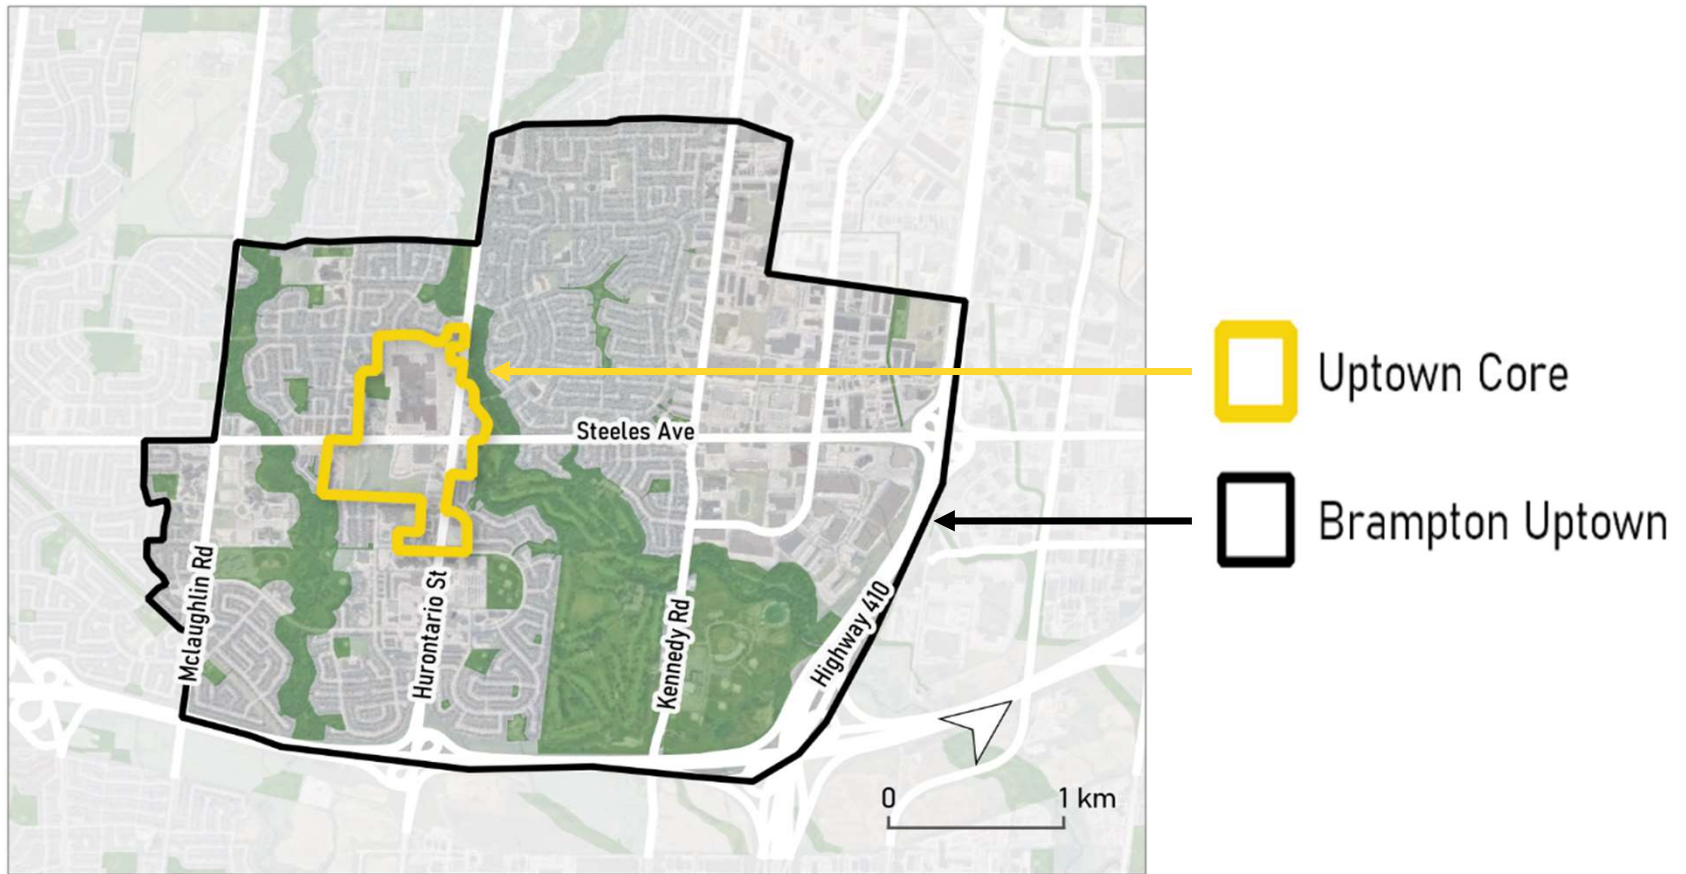 Steeles Ave
Mclaughlin Rd
Hurontario St
Kennedy Rd
Highway 410
0 1 km
Uptown Core
Brampton Uptown